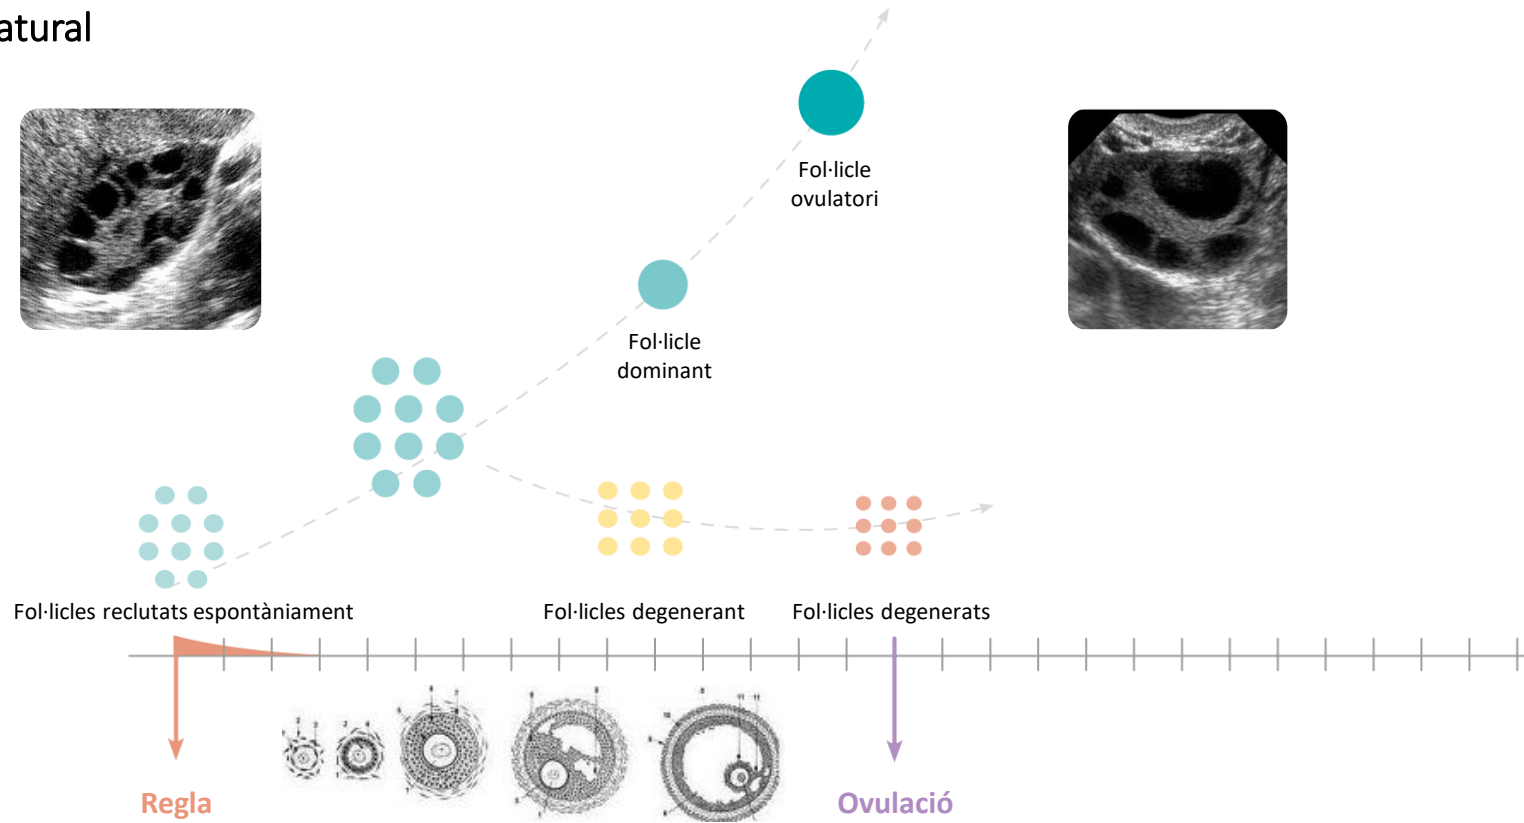 atural
Fol·licle
ovulatori
Fol·licle
dominant
Fol·licles reclutats espontàniament
Fol·licles degenerant
Fol·licles degenerats
Regla
Ovulació